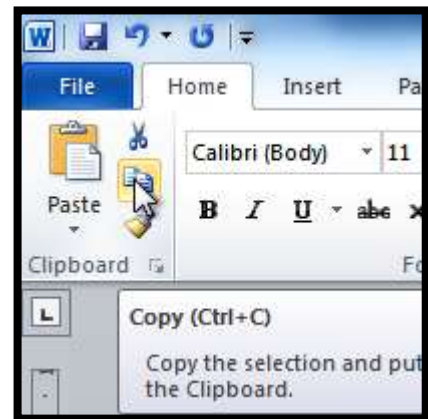 W
File Home Insert Pa
Calibri (Body) 11
Paste
B I U abc x
Clipboard Fo
L
Copy (Ctrl+C)
Copy the selection and put
the Clipboard.